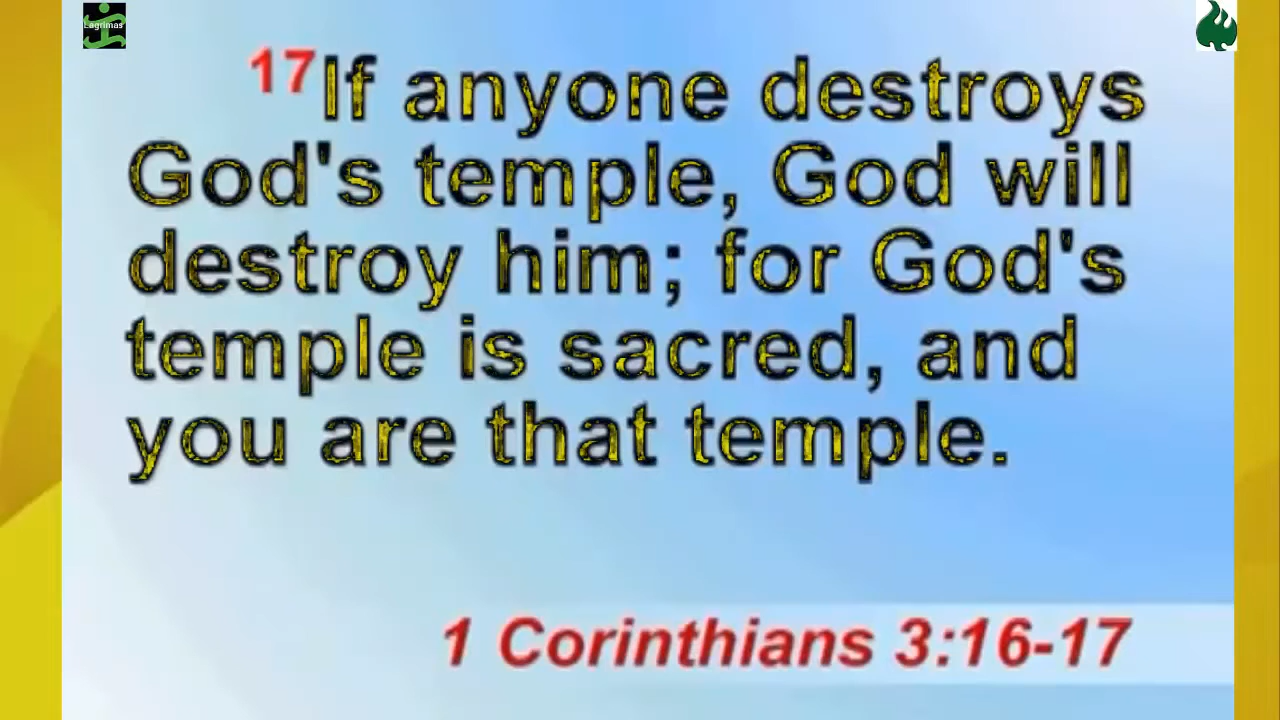 Lagrimas
17If anyone destroys
God's temple, God will
destroy him; for God's
temple is sacred, and
you are that temple.
1 Corinthians 3:16-17